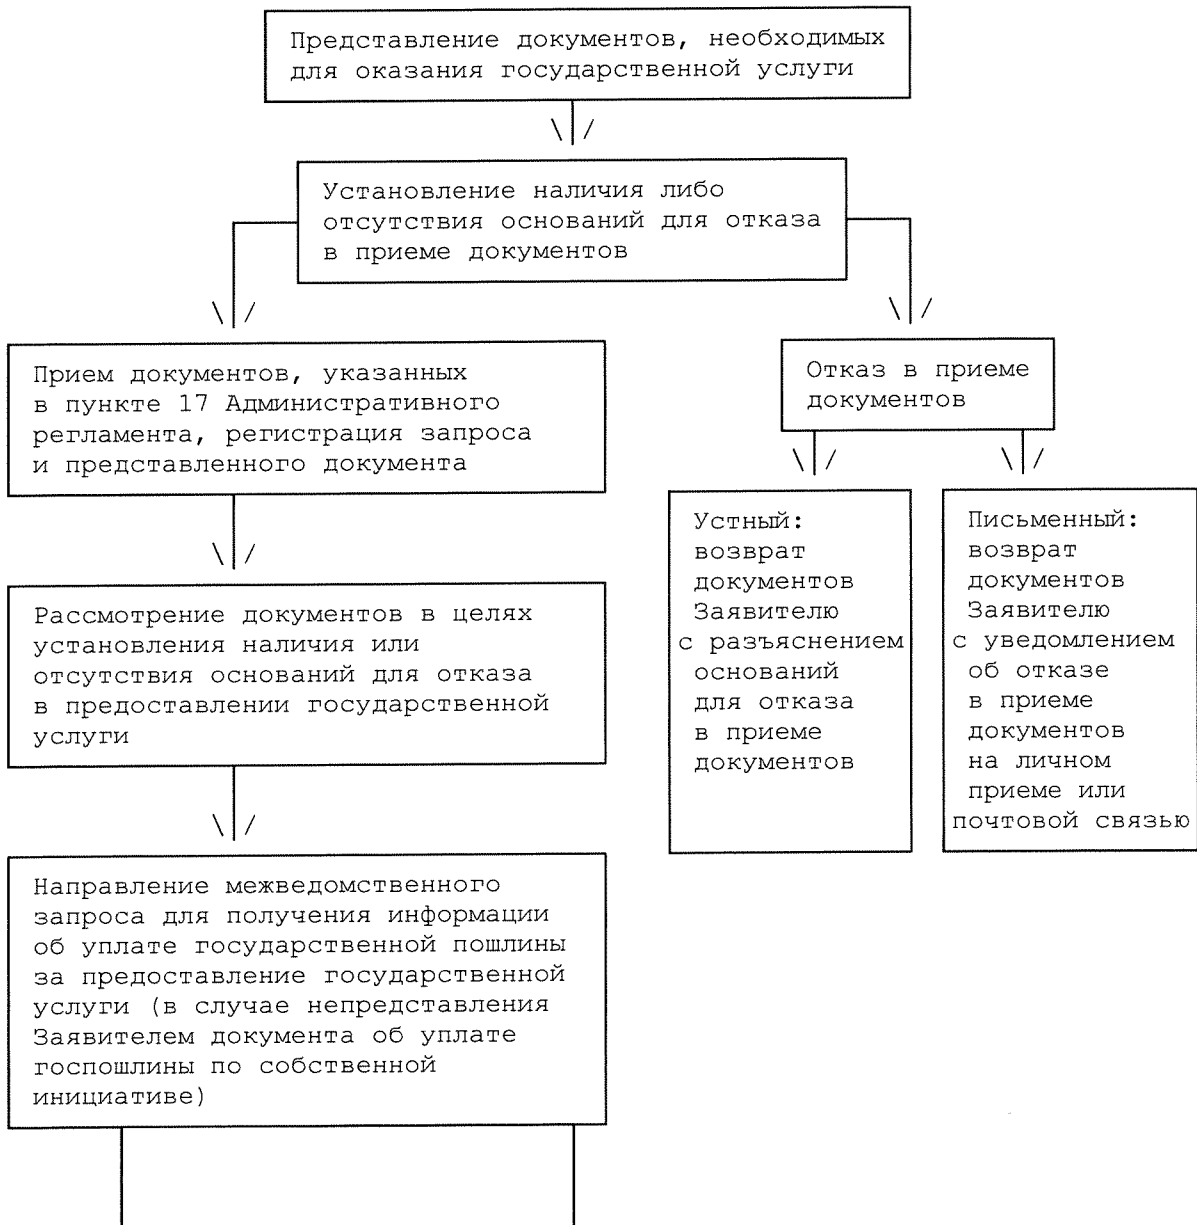 Представление документов, необходимых
для оказания государственной услуги
Установление наличия либо
отсутствия оснований для отказа
в приеме документов
Прием документов, указанных
в пункте 17 Административного
регламента, регистрация запроса
и представленного документа
Отказ в приеме
документов
Устный:
возврат
документов
Заявителю
с разъяснением
оснований
для отказа
в приеме
документов
Письменный:
возврат
документов
Заявителю
с уведомлением
об отказе
в приеме
документов
на личном
приеме или
почтовой связью
Рассмотрение документов в целях
установления наличия или
отсутствия оснований для отказа
в предоставлении государственной
услуги
Направление межведомственного
запроса для получения информации
об уплате государственной пошлины
за предоставление государственной
услуги (в случае непредставления
Заявителем документа об уплате
госпошлины по собственной
инициативе)